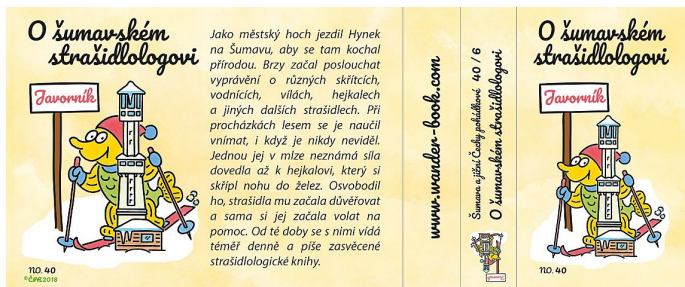 O šumavském
strašidlologovi
Javorník
NO. 40
©ČPR2018
Jako městský hoch jezdil Hynek
na Šumavu, aby se tam kochal
přírodou. Brzy začal poslouchat
vyprávění o různých skřítcích,
vodnících, vílách, hejkalech
a jiných dalších strašidlech. Při
procházkách lesem se je naučil
vnímat, i když je nikdy neviděl.
Jednou jej v mlze neznámá síla
dovedla až k hejkalovi, který si
skřípl nohu do želez. Osvobodil
ho, strašidla mu začala důvěřovat
a sama si jej začala volat na
pomoc. Od té doby se s nimi vídá
téměř denně a píše zasvěcené
strašidlologické knihy.
www.wander-book.com
Šumava a jižní Čechy pohádkově 40 / 6
O šumavském strašidlologovi
O šumavském
strašidlologovi
Javorník
NO. 40